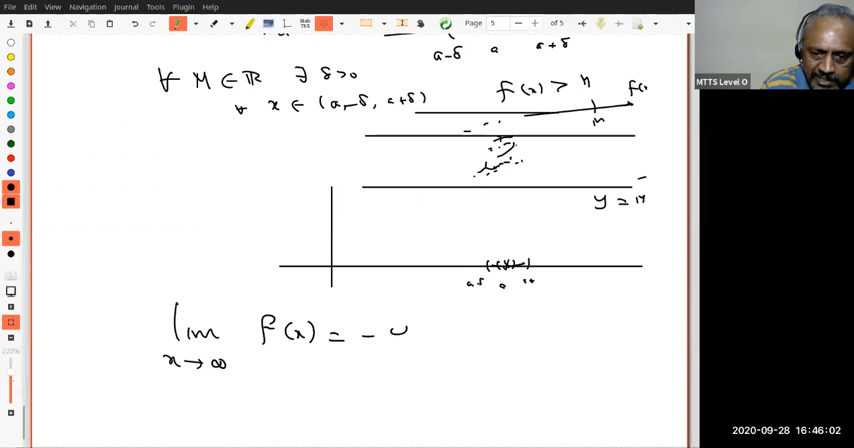 File Edit View Navigation Journal Tools Plugin Help
Page 5 of 5
a-δ a a+δ
∀ M ∈ ℝ ∃ δ>0
∀ x ∈ (a-δ, a+δ) f(x) > M
M
y = M
a
lim f(x) = -
x → ∞
220%
MTTS Level O
2020-09-28 16:46:02